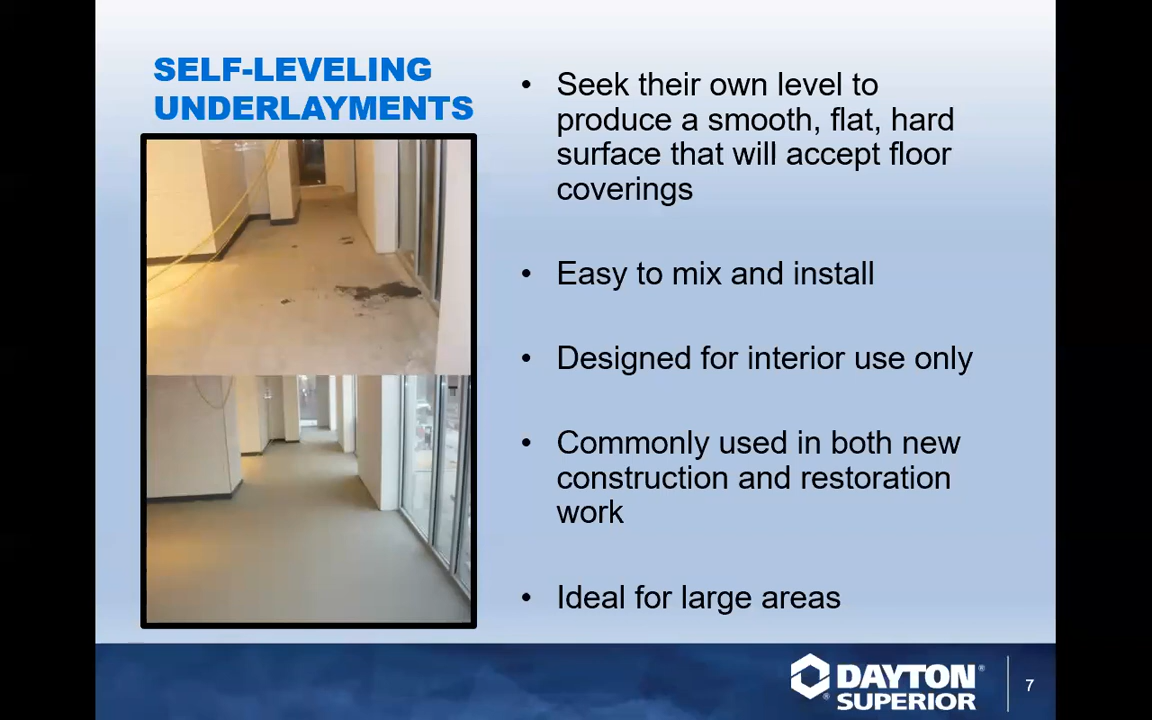 SELF-LEVELING
UNDERLAYMENTS
• Seek their own level to
produce a smooth, flat, hard
surface that will accept floor
coverings
• Easy to mix and install
• Designed for interior use only
• Commonly used in both new
construction and restoration
work
• Ideal for large areas
DAYTON®
®SUPERIOR
7